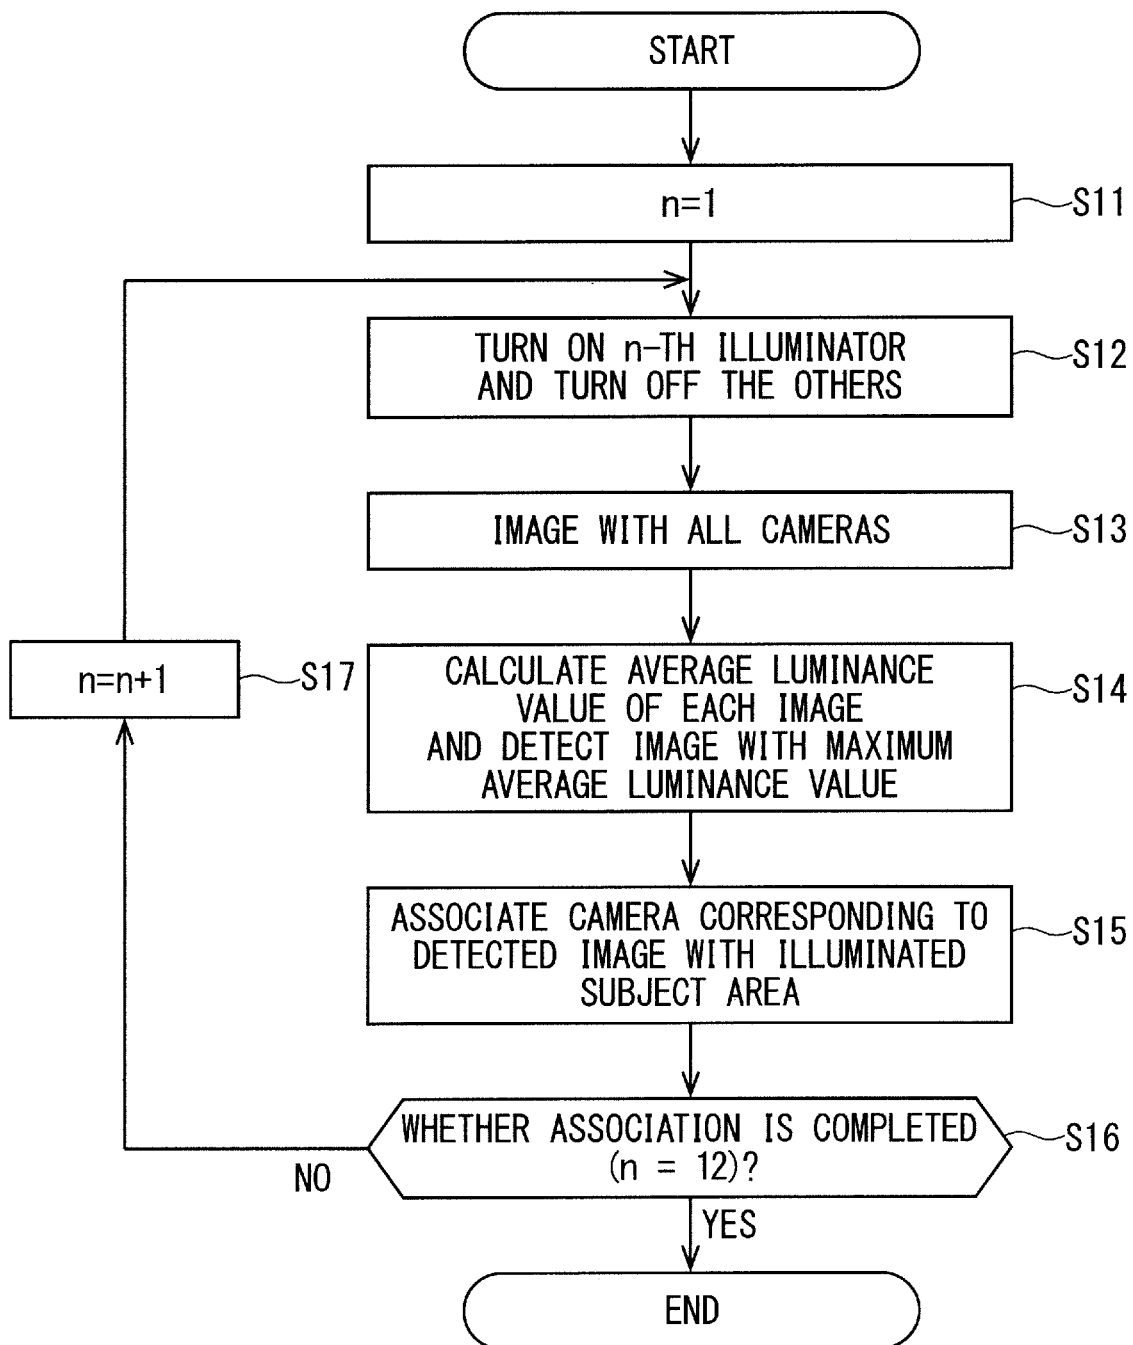 START
n=1
S11
TURN ON n-TH ILLUMINATOR
AND TURN OFF THE OTHERS
S12
IMAGE WITH ALL CAMERAS
S13
n=n+1
S17
CALCULATE AVERAGE LUMINANCE
VALUE OF EACH IMAGE
AND DETECT IMAGE WITH MAXIMUM
AVERAGE LUMINANCE VALUE
S14
ASSOCIATE CAMERA CORRESPONDING TO
DETECTED IMAGE WITH ILLUMINATED
SUBJECT AREA
S15
WHETHER ASSOCIATION IS COMPLETED
(n = 12)?
S16
NO
YES
END